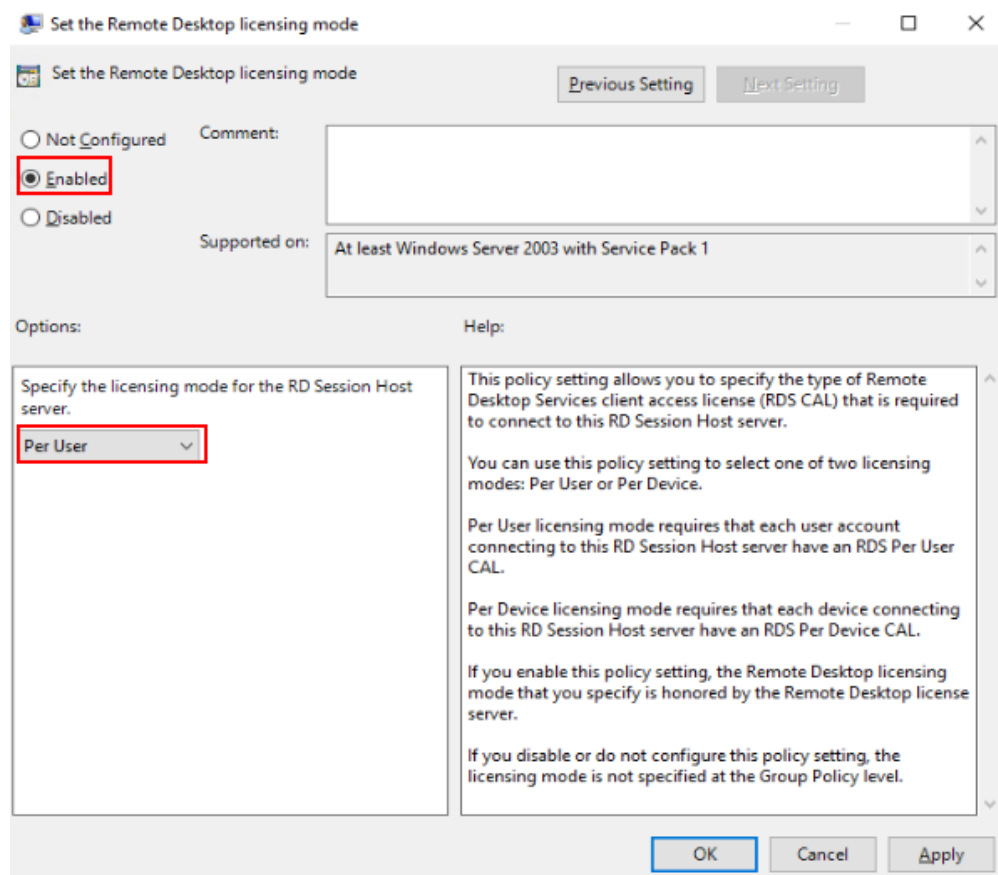 Set the Remote Desktop licensing mode
Set the Remote Desktop licensing mode
Previous Setting
Next Setting
Not Configured
Comment:
Enabled
Disabled
Supported on:
At least Windows Server 2003 with Service Pack 1
Options:
Help:
Specify the licensing mode for the RD Session Host
server.
Per User
This policy setting allows you to specify the type of Remote
Desktop Services client access license (RDS CAL) that is required
to connect to this RD Session Host server.
You can use this policy setting to select one of two licensing
modes: Per User or Per Device.
Per User licensing mode requires that each user account
connecting to this RD Session Host server have an RDS Per User
CAL.
Per Device licensing mode requires that each device connecting
to this RD Session Host server have an RDS Per Device CAL.
If you enable this policy setting, the Remote Desktop licensing
mode that you specify is honored by the Remote Desktop license
server.
If you disable or do not configure this policy setting, the
licensing mode is not specified at the Group Policy level.
OK
Cancel
Apply